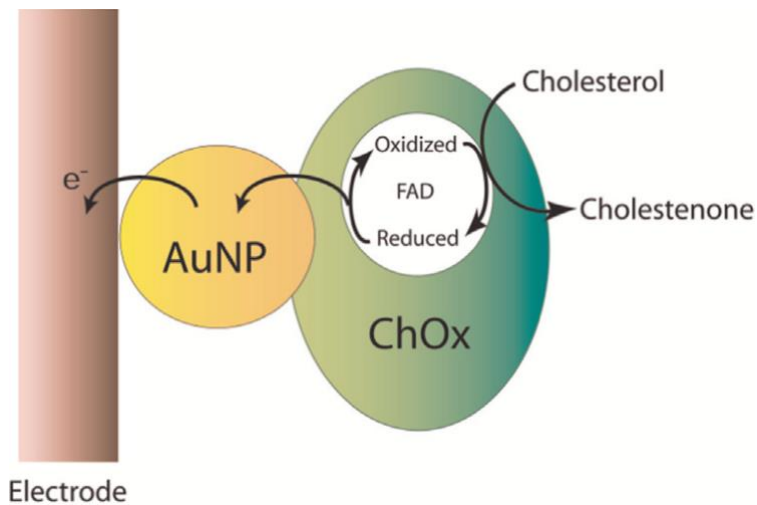 Cholesterol
Oxidized
FAD
Reduced
Cholestenone
e⁻
AuNP
ChOx
Electrode